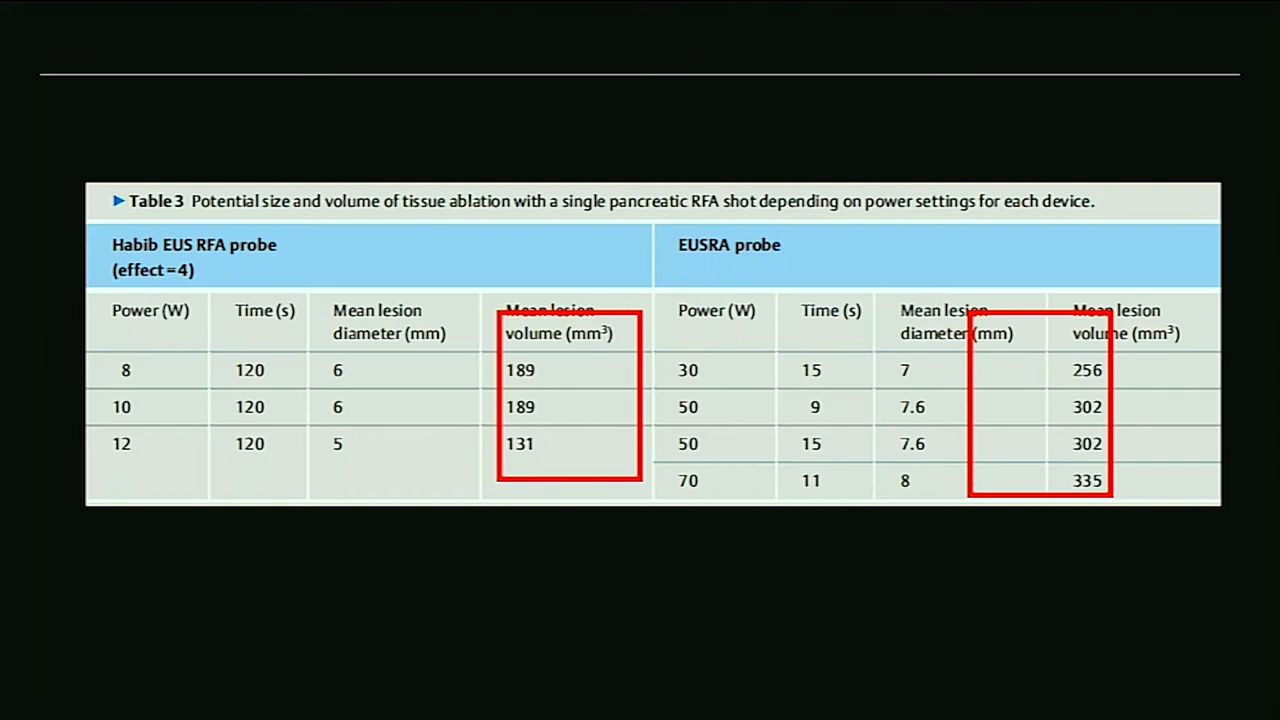 ▶ Table 3 Potential size and volume of tissue ablation with a single pancreatic RFA shot depending on power settings for each device.
Habib EUS RFA probe (effect = 4) EUSRA probe
Power (W) Time (s) Mean lesion diameter (mm) Mean lesion volume (mm³) Power (W) Time (s) Mean lesion diameter (mm) Mean lesion volume (mm³)
8 120 6 189 30 15 7 256
10 120 6 189 50 9 7.6 302
12 120 5 131 50 15 7.6 302
70 11 8 335